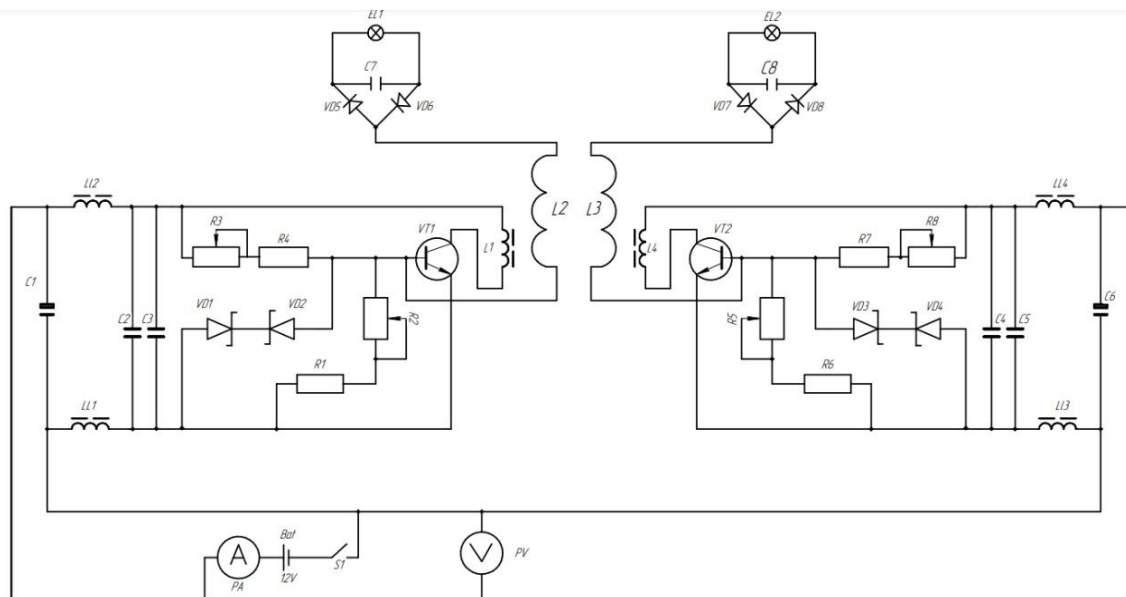 EL1 EL2
C7 C8
VD5 VD6 VD7 VD8
LL2 LL4
L2 L3
R3 R4 VT1 L1 L4 VT2 R7 R8
C1 C6
C2 C3 VD1 VD2 R2 R5 VD3 VD4 C4 C5
R1 R6
LL1 LL3
Bat
A S1 V PV
PA 12V